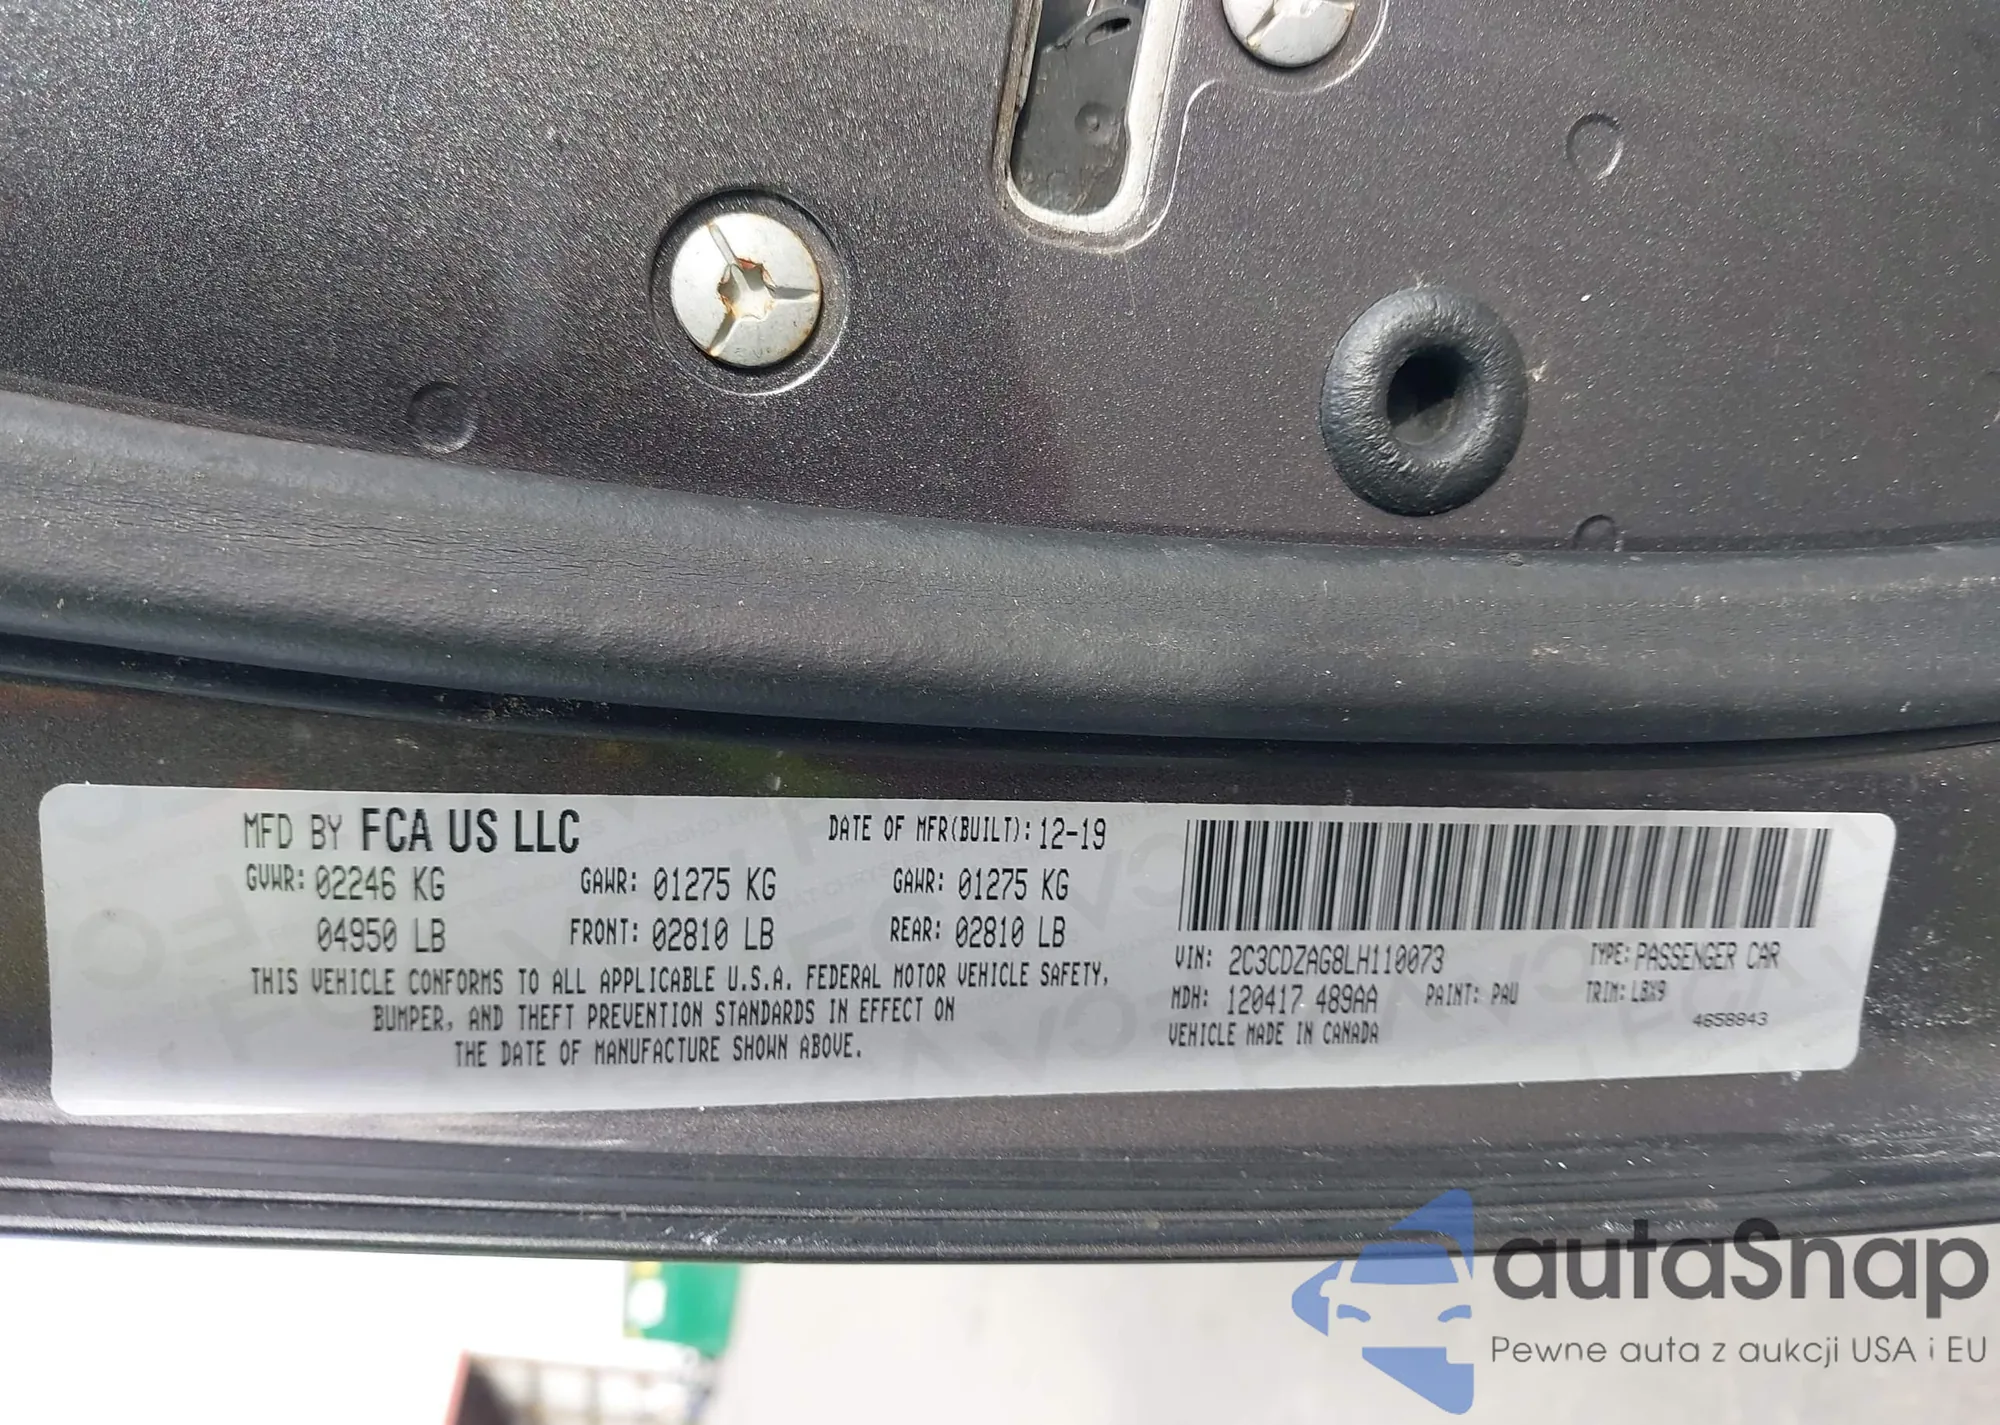 MFD BY FCA US LLC DATE OF MFR(BUILT): 12-19
GVWR: 02246 KG GAWR: 01275 KG GAWR: 01275 KG
04950 LB FRONT: 02810 LB REAR: 02810 LB
THIS VEHICLE CONFORMS TO ALL APPLICABLE U.S.A. FEDERAL MOTOR VEHICLE SAFETY,
BUMPER, AND THEFT PREVENTION STANDARDS IN EFFECT ON
THE DATE OF MANUFACTURE SHOWN ABOVE.
VIN: 2C3CDZAG8LH110073 TYPE: PASSENGER CAR
MDH: 120417 489AA PAINT: PAU TRIM: LBX9
4658843
VEHICLE MADE IN CANADA
autaSnap
Pewne auta z aukcji USA i EU